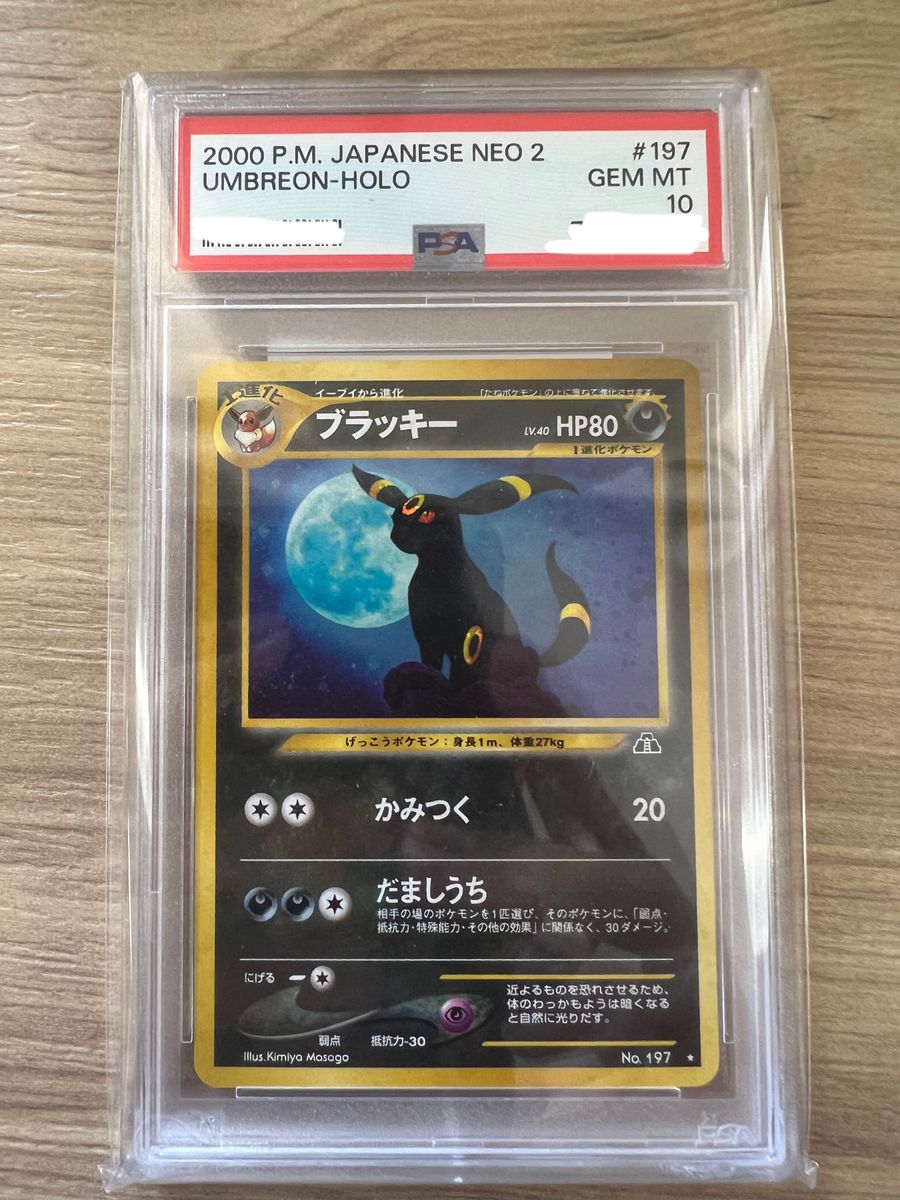 2000 P.M. JAPANESE NEO 2 #197
UMBREON-HOLO GEM MT
10
PSA
進化
イーブイから進化 「たねポケモン」の上に重ねて進化させます
ブラッキー LV.40 HP80
1進化ポケモン
げっこうポケモン:身長1m、体重27kg
かみつく 20
だましうち
相手の場のポケモンを1匹選び、そのポケモンに、「弱点・
抵抗力・特殊能力・その他の効果」に関係なく、30ダメージ。
にげる
近よるものを恐れさせるため、
体のわっかもようは暗くなる
と自然に光りだす。
弱点 抵抗力-30
Illus.Kimiya Masago No. 197